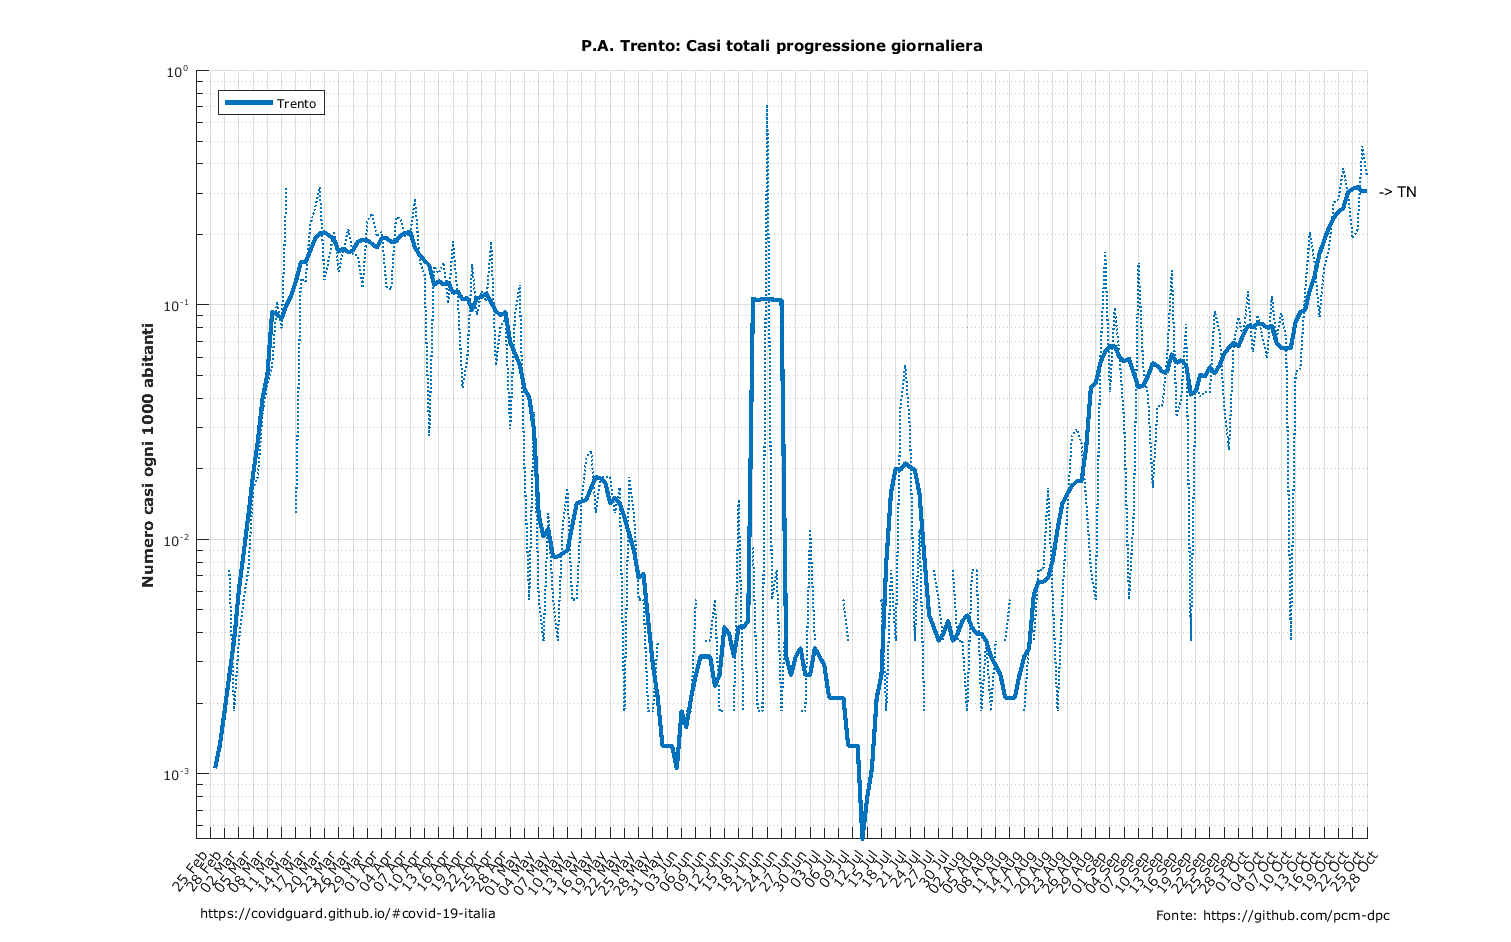 P.A. Trento: Casi totali progressione giornaliera
10⁰
10⁻¹
10⁻²
10⁻³
Numero casi ogni 1000 abitanti
Trento
-> TN
25 Feb
28 Feb
02 Mar
05 Mar
08 Mar
11 Mar
14 Mar
17 Mar
20 Mar
23 Mar
26 Mar
29 Mar
01 Apr
04 Apr
07 Apr
10 Apr
13 Apr
16 Apr
19 Apr
22 Apr
25 Apr
28 Apr
01 May
04 May
07 May
10 May
13 May
16 May
19 May
22 May
25 May
28 May
31 May
03 Jun
06 Jun
09 Jun
12 Jun
15 Jun
18 Jun
21 Jun
24 Jun
27 Jun
30 Jun
03 Jul
06 Jul
09 Jul
12 Jul
15 Jul
18 Jul
21 Jul
24 Jul
27 Jul
30 Jul
02 Aug
05 Aug
08 Aug
11 Aug
14 Aug
17 Aug
20 Aug
23 Aug
26 Aug
29 Aug
01 Sep
04 Sep
07 Sep
10 Sep
13 Sep
16 Sep
19 Sep
22 Sep
25 Sep
28 Sep
01 Oct
04 Oct
07 Oct
10 Oct
13 Oct
16 Oct
19 Oct
22 Oct
25 Oct
28 Oct
https://covidguard.github.io/#covid-19-italia
Fonte: https://github.com/pcm-dpc